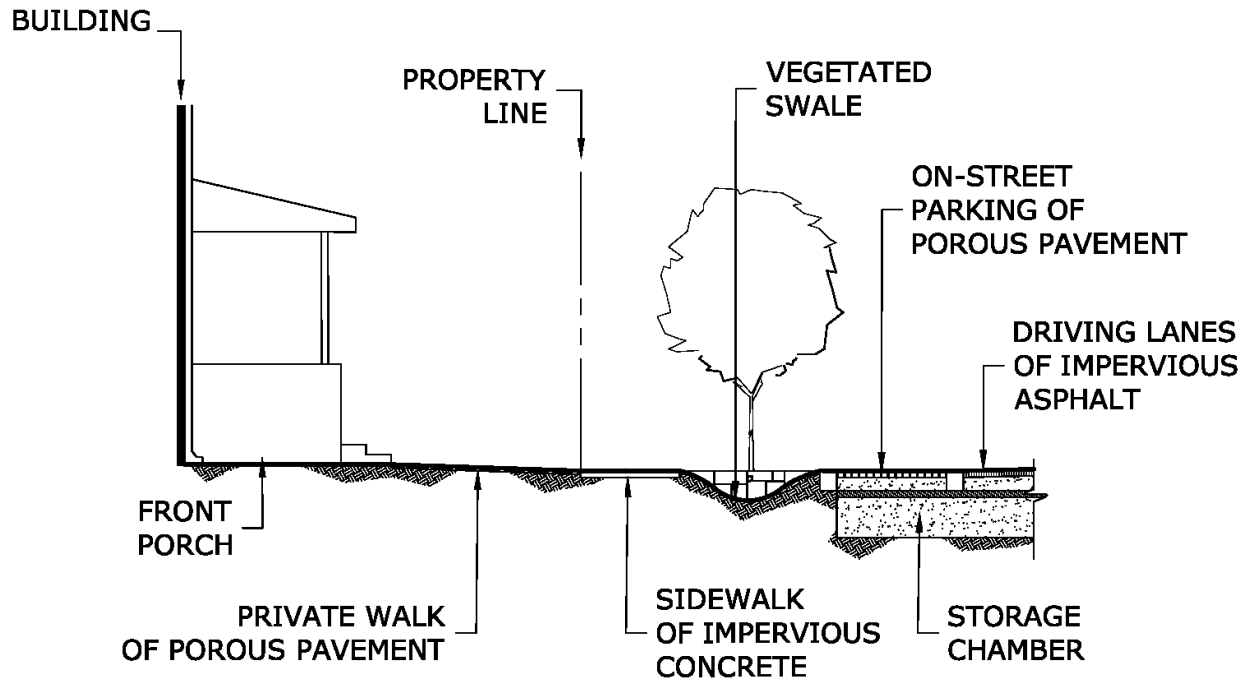 BUILDING
PROPERTY
LINE
VEGETATED
SWALE
ON-STREET
PARKING OF
POROUS PAVEMENT
DRIVING LANES
OF IMPERVIOUS
ASPHALT
FRONT
PORCH
PRIVATE WALK
OF POROUS PAVEMENT
SIDEWALK
OF IMPERVIOUS
CONCRETE
STORAGE
CHAMBER